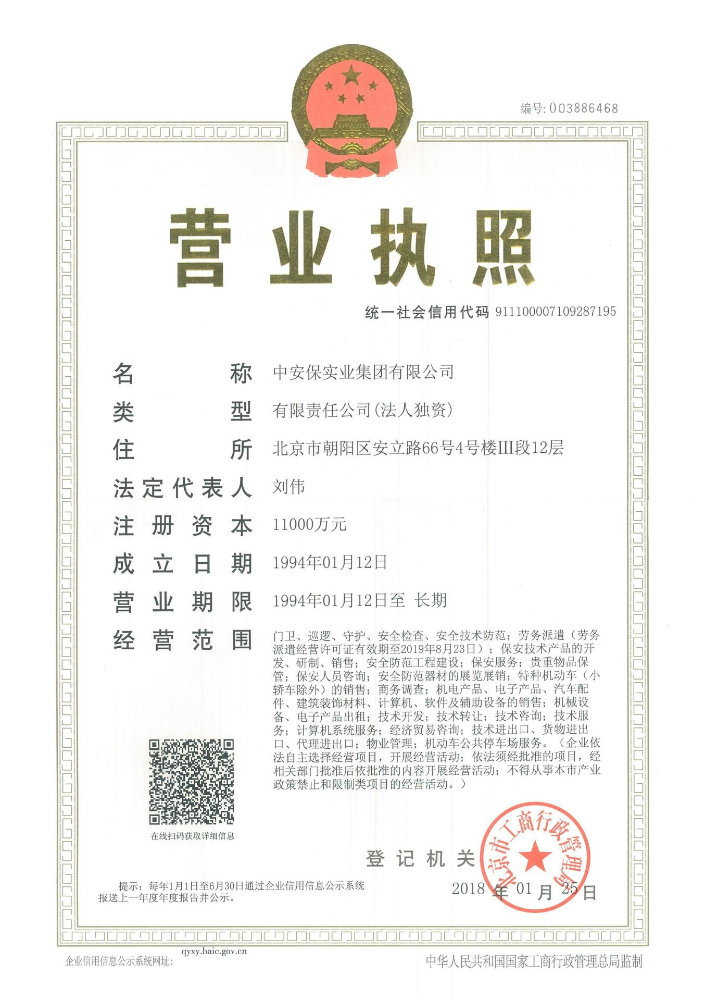 编号:003886468
营业执照
统一社会信用代码 911100007109287195
名称 中安保实业集团有限公司
类型 有限责任公司(法人独资)
住所 北京市朝阳区安立路66号4号楼Ⅲ段12层
法定代表人 刘伟
注册资本 11000万元
成立日期 1994年01月12日
营业期限 1994年01月12日至 长期
经营范围 门卫、巡逻、守护、安全检查、安全技术防范；劳务派遣（劳务
派遣经营许可证有效期至2019年8月23日）；保安技术产品的开
发、研制、销售；安全防范工程建设；保安服务；贵重物品保
管；保安人员咨询；安全防范器材的展览展销；特种机动车（小
轿车除外）的销售；商务调查；机电产品、电子产品、汽车配
件、建筑装饰材料、计算机、软件及辅助设备的销售；机械设
备、电子产品出租；技术开发；技术转让；技术咨询；技术服
务；计算机系统服务；经济贸易咨询；技术进出口、货物进出
口、代理进出口；物业管理；机动车公共停车场服务。（企业依
法自主选择经营项目，开展经营活动；依法须经批准的项目，经
相关部门批准后依批准的内容开展经营活动；不得从事本市产业
政策禁止和限制类项目的经营活动。）
在线扫码获取详细信息
登记机关
北京市工商行政管理局
2018年01月25日
提示：每年1月1日至6月30日通过企业信用信息公示系统
报送上一年度年度报告并公示。
企业信用信息公示系统网址：qyxy.baic.gov.cn
中华人民共和国国家工商行政管理总局监制